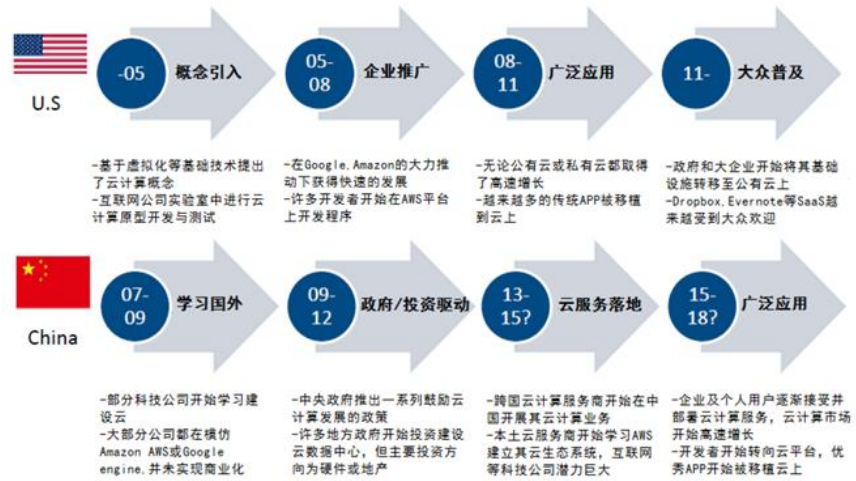 U.S
-05
概念引入
05-
08
企业推广
08-
11
广泛应用
11-
大众普及
-基于虚拟化等基础技术提出
了云计算概念
-互联网公司实验室中进行云
计算原型开发与测试
-在Google,Amazon的大力推
动下获得快速的发展
-许多开发者开始在AWS平台
上开发程序
-无论公有云或私有云都取得
了高速增长
-越来越多的传统APP被移植
到云上
-政府和大企业开始将其基础
设施转移至公有云上
-Dropbox,Evernote等SaaS越
来越受到大众欢迎
China
07-
09
学习国外
09-
12
政府/投资驱动
13-
15?
云服务落地
15-
18?
广泛应用
-部分科技公司开始学习建
设云
-大部分公司都在模仿
Amazon AWS或Google
engine,并未实现商业化
-中央政府推出一系列鼓励云
计算发展的政策
-许多地方政府开始投资建设
云数据中心，但主要投资方
向为硬件或地产
-跨国云计算服务商开始在中
国开展其云计算业务
-本土云服务商开始学习AWS
建立其云生态系统，互联网
等科技公司潜力巨大
-企业及个人用户逐渐接受并
部署云计算服务，云计算市场
开始高速增长
-开发者开始转向云平台，优
秀APP开始被移植云上